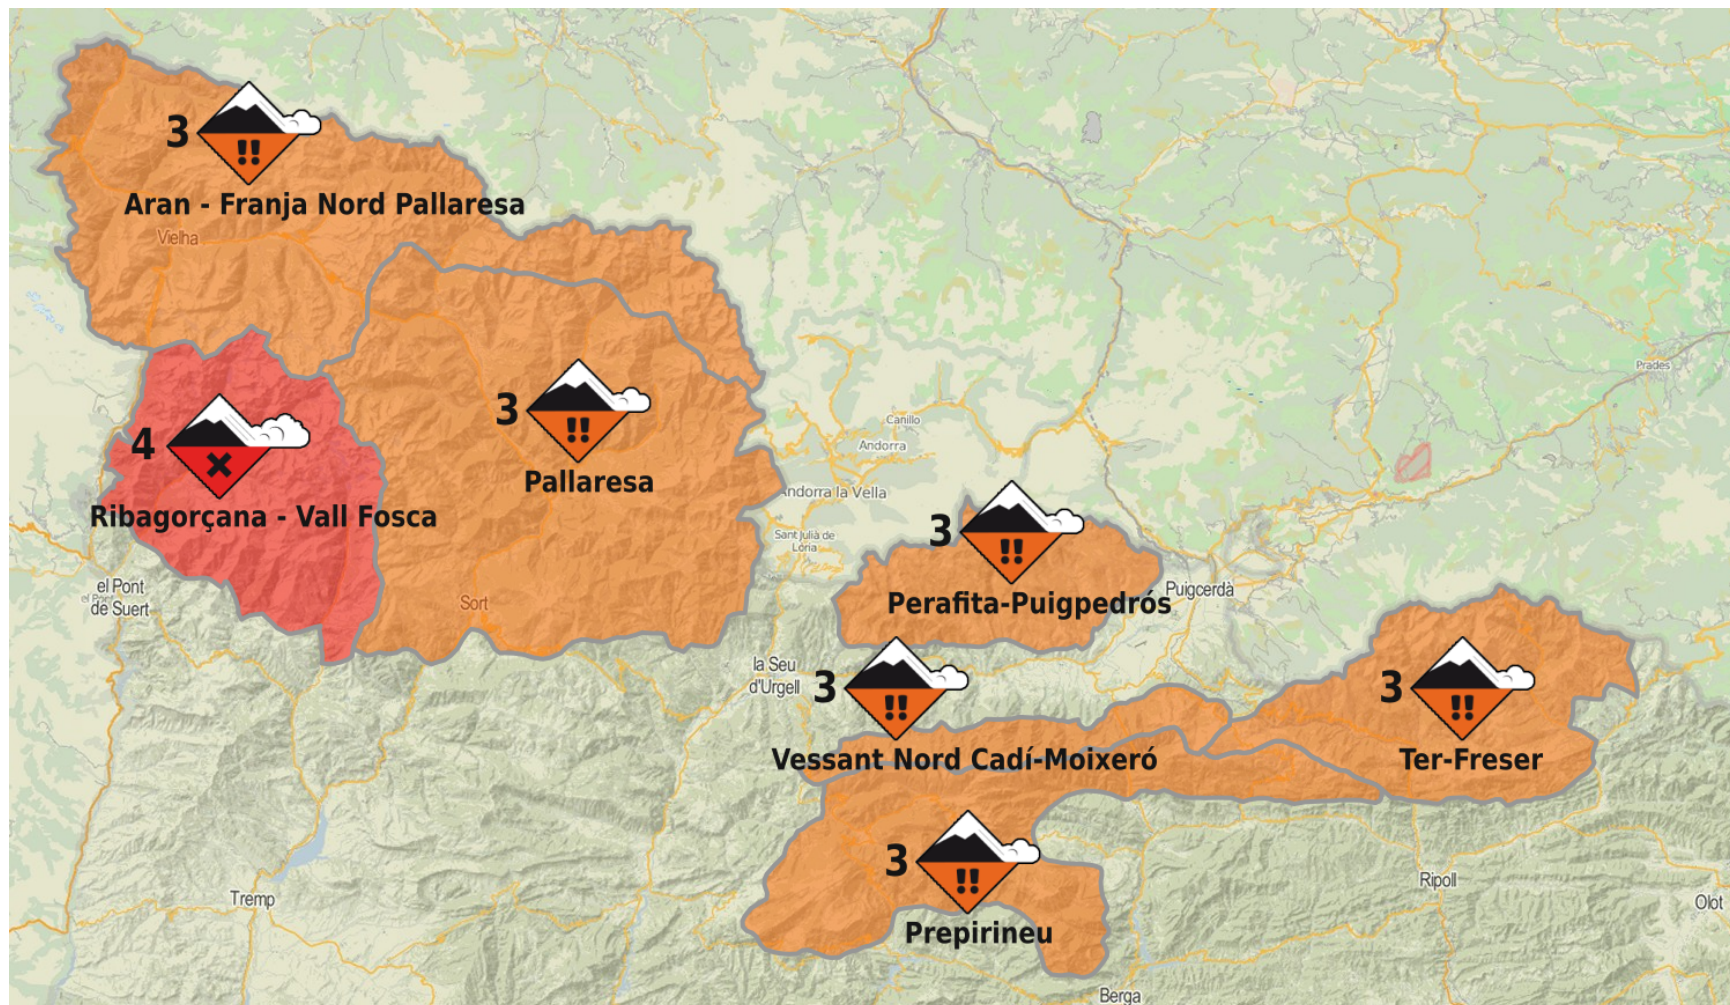 3
!!
Aran - Franja Nord Pallaresa
Vielha
Prades
3
!!
Pallaresa
4
Ribagorçana - Vall Fosca
Canillo
Andorra
Andorra la Vella
Sant Julià de
Lòria
3
!!
Perafita-Puigpedrós
Puigcerdà
el Pont
de Suert
Sort
la Seu
d'Urgell
3
!!
Vessant Nord Cadí-Moixeró
3
!!
Ter-Freser
3
!!
Prepirineu
Tremp
Ripoll
Olot
Berga